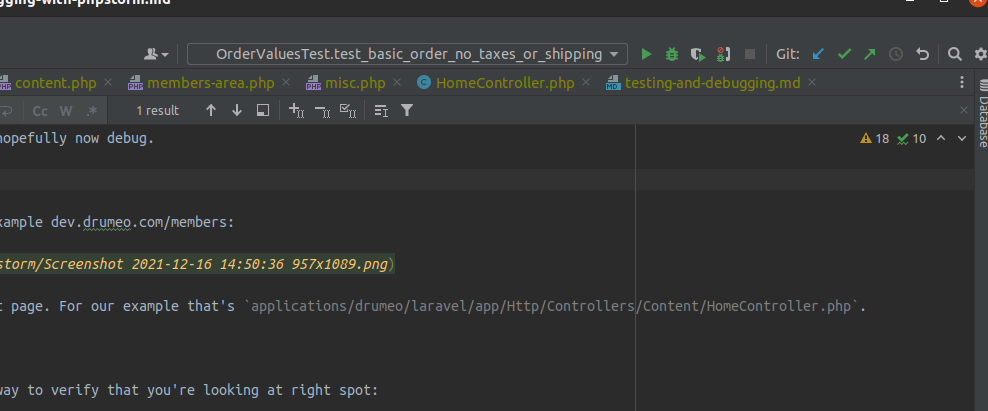 gging-with-phpstorm.md
OrderValuesTest.test_basic_order_no_taxes_or_shipping Git:
content.php members-area.php misc.php HomeController.php testing-and-debugging.md
Cc W .* 1 result
hopefully now debug. 18 10
Database
example dev.drumeo.com/members:
storm/Screenshot 2021-12-16 14:50:36 957x1089.png)
t page. For our example that's `applications/drumeo/laravel/app/Http/Controllers/Content/HomeController.php`.
way to verify that you're looking at right spot: